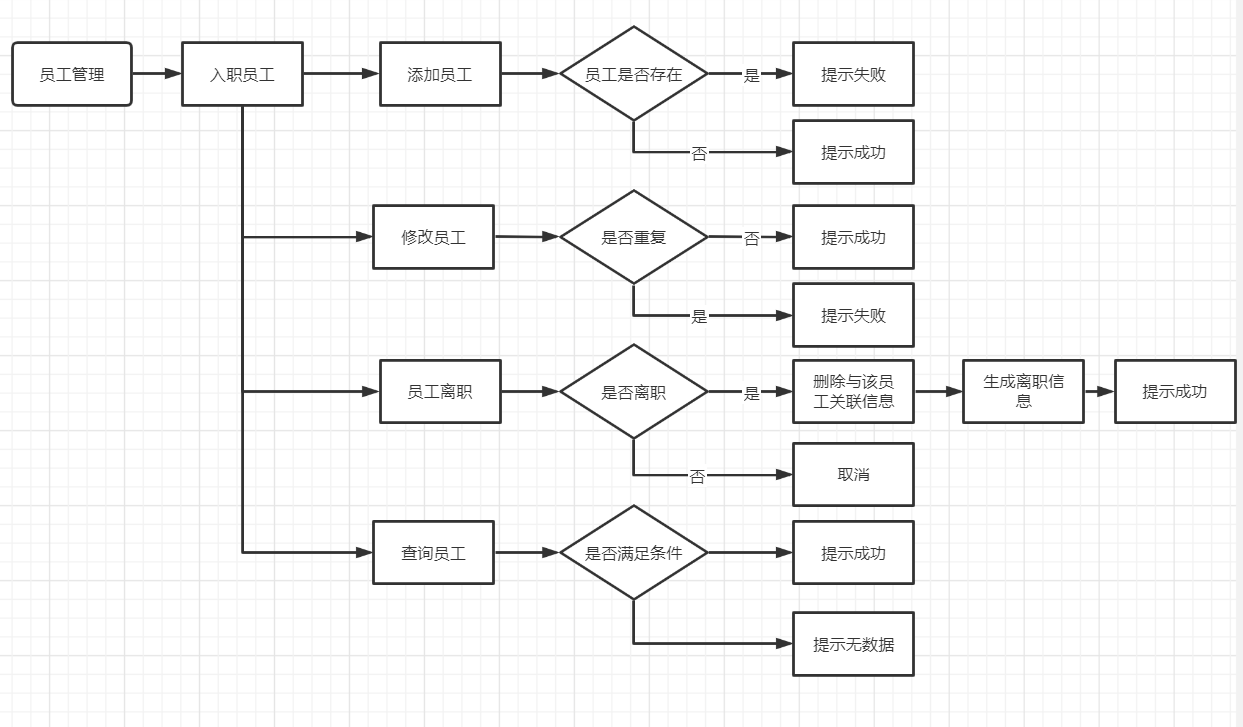 员工管理
入职员工
添加员工
员工是否存在
是
提示失败
否
提示成功
修改员工
是否重复
否
提示成功
是
提示失败
员工离职
是否离职
是
删除与该员
工关联信息
生成离职信
息
提示成功
否
取消
查询员工
是否满足条件
提示成功
提示无数据